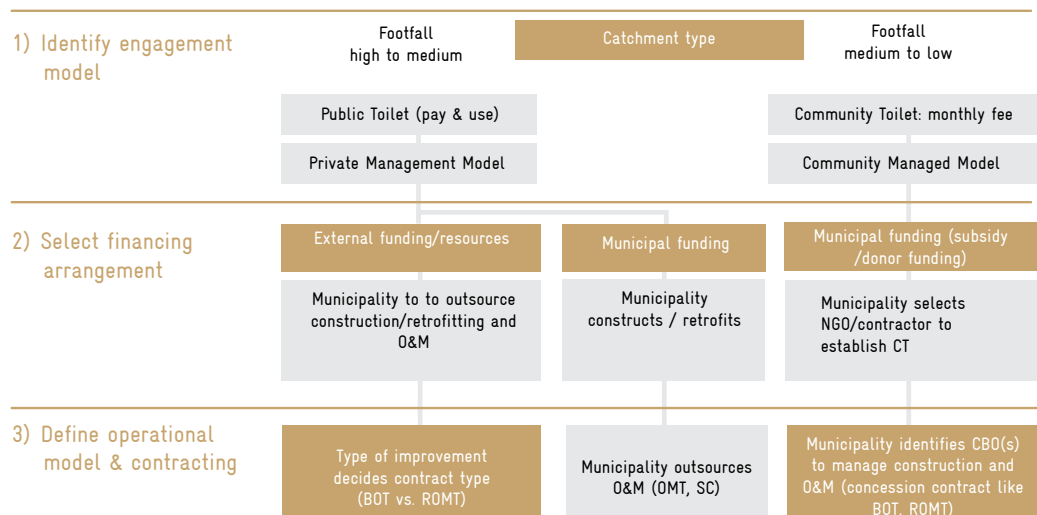 1) Identify engagement
model
Footfall
high to medium
Catchment type
Footfall
medium to low
Public Toilet (pay & use)
Community Toilet: monthly fee
Private Management Model
Community Managed Model
2) Select financing
arrangement
External funding/resources
Municipal funding
Municipal funding (subsidy
/donor funding)
Municipality to to outsource
construction/retrofitting and
O&M
Municipality
constructs / retrofits
Municipality selects
NGO/contractor to
establish CT
3) Define operational
model & contracting
Type of improvement
decides contract type
(BOT vs. ROMT)
Municipality outsources
O&M (OMT, SC)
Municipality identifies CBO(s)
to manage construction and
O&M (concession contract like
BOT, ROMT)